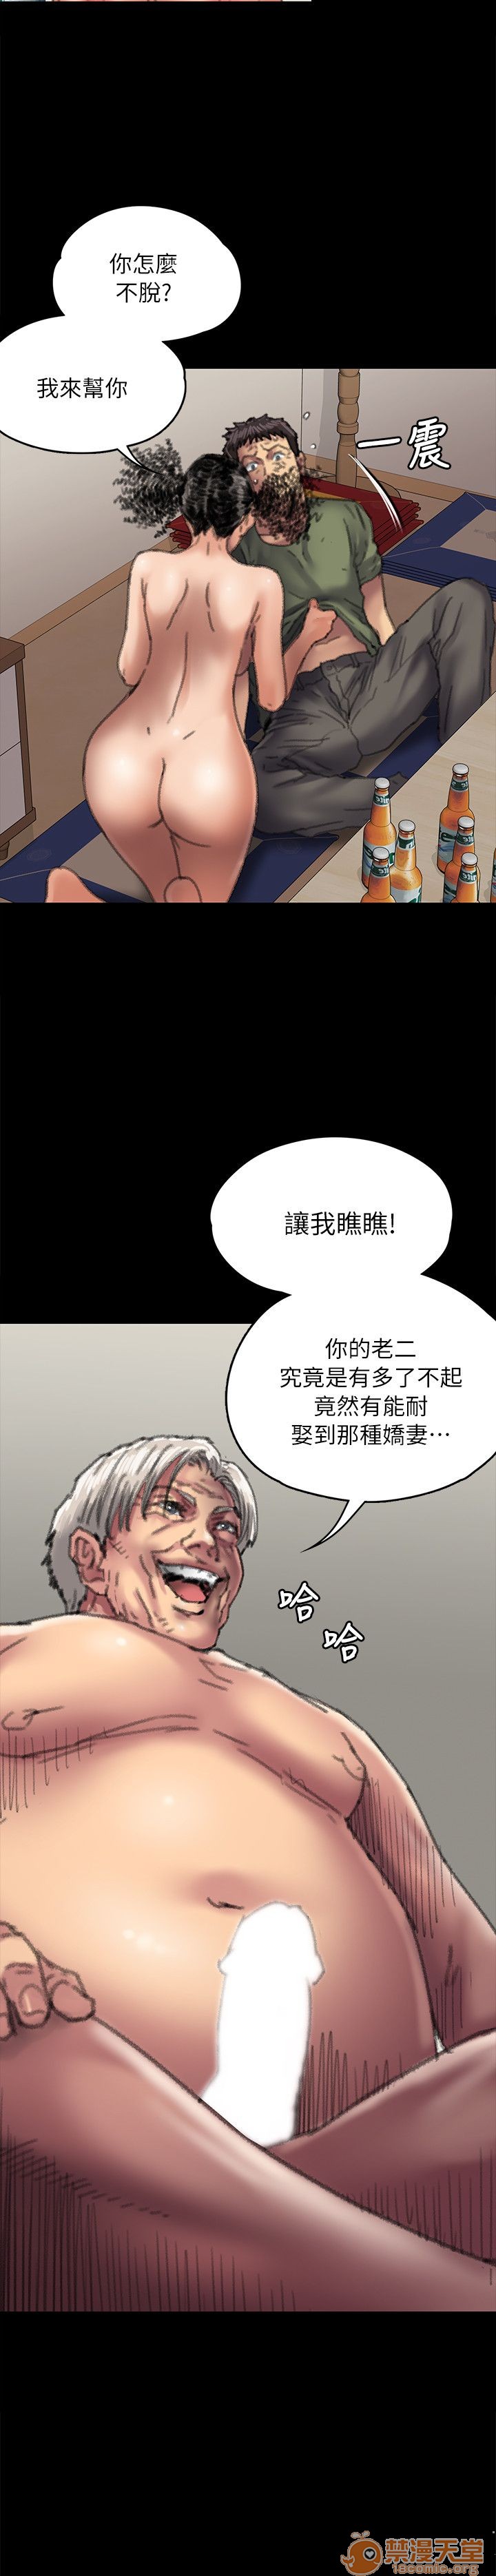 你怎麼
不脫?
我來幫你
一震
讓我瞧瞧!
你的老二
究竟是有多了不起
竟然有能耐
娶到那種嬌妻…
哈
哈
禁漫天堂
18comic.org